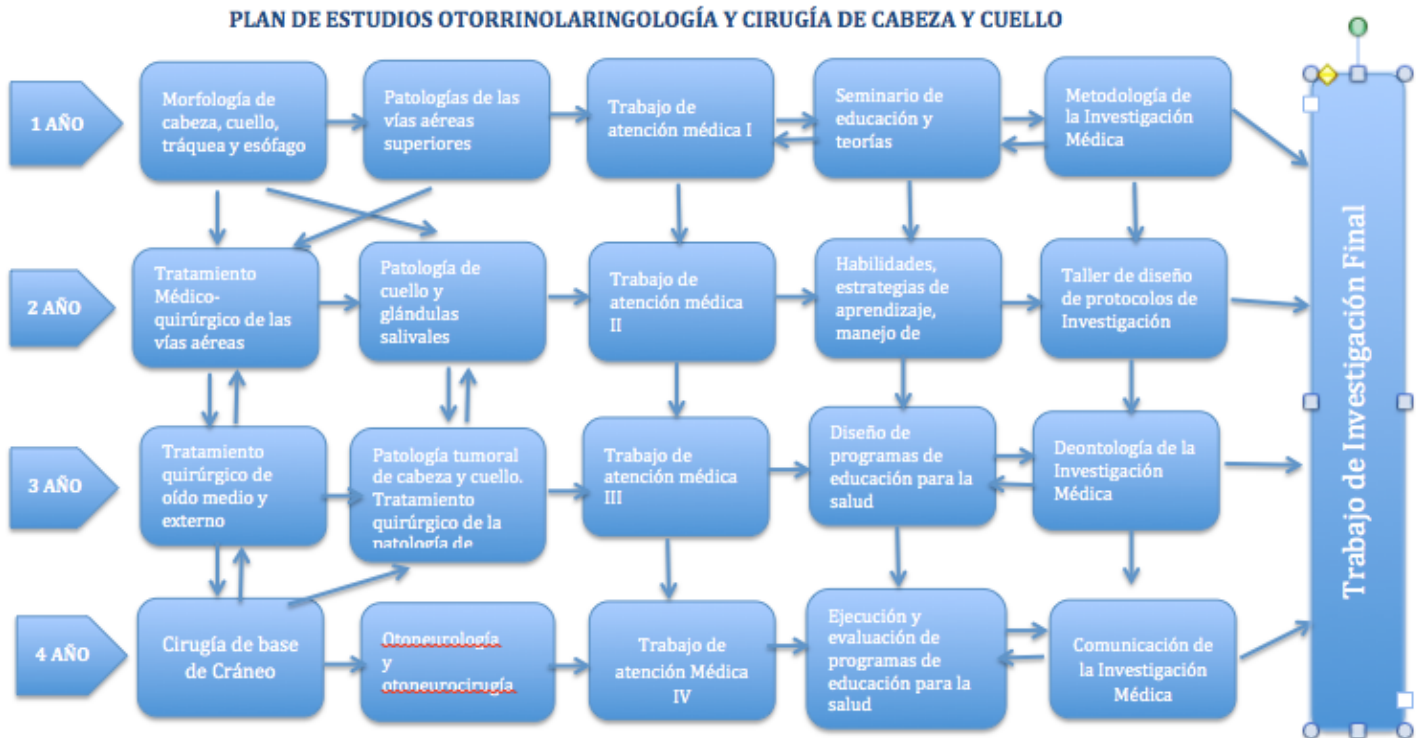 PLAN DE ESTUDIOS OTORRINOLARINGOLOGÍA Y CIRUGÍA DE CABEZA Y CUELLO
1 AÑO
Morfología de
cabeza, cuello,
tráquea y esófago
Patologías de las
vías aéreas
superiores
Trabajo de
atención médica I
Seminario de
educación y
teorías
Metodología de
la Investigación
Médica
2 AÑO
Tratamiento
Médico-
quirúrgico de las
vías aéreas
Patología de
cuello y
glándulas
salivales
Trabajo de
atención médica
II
Habilidades,
estrategias de
aprendizaje,
manejo de
Taller de diseño
de protocolos de
Investigación
3 AÑO
Tratamiento
quirúrgico de
oído medio y
externo
Patología tumoral
de cabeza y cuello.
Tratamiento
quirúrgico de la
patología de
Trabajo de
atención médica
III
Diseño de
programas de
educación para la
salud
Deontología de la
Investigación
Médica
4 AÑO
Cirugía de base
de Cráneo
Otoneurología
y
otoneurocirugía
Trabajo de
atención Médica
IV
Ejecución y
evaluación de
programas de
educación para la
salud
Comunicación de
la Investigación
Médica
Trabajo de Investigación Final